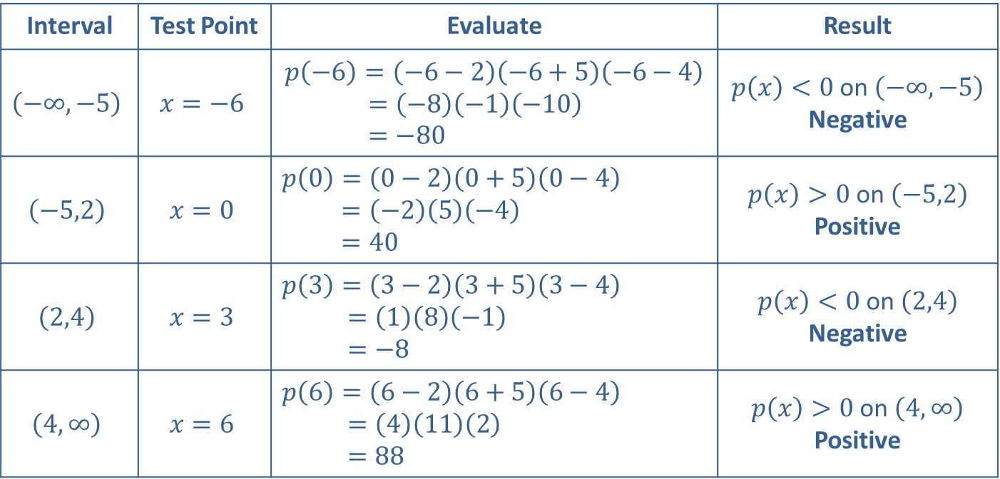 Interval Test Point Evaluate Result
(−∞, −5) x = −6 p(−6) = (−6 − 2)(−6 + 5)(−6 − 4)
= (−8)(−1)(−10)
= −80
p(x) < 0 on (−∞, −5)
Negative
(−5,2) x = 0 p(0) = (0 − 2)(0 + 5)(0 − 4)
= (−2)(5)(−4)
= 40
p(x) > 0 on (−5,2)
Positive
(2,4) x = 3 p(3) = (3 − 2)(3 + 5)(3 − 4)
= (1)(8)(−1)
= −8
p(x) < 0 on (2,4)
Negative
(4, ∞) x = 6 p(6) = (6 − 2)(6 + 5)(6 − 4)
= (4)(11)(2)
= 88
p(x) > 0 on (4, ∞)
Positive